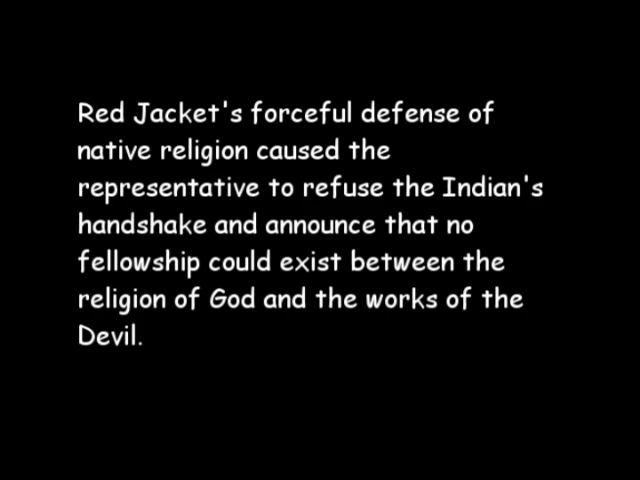 Red Jacket's forceful defense of
native religion caused the
representative to refuse the Indian's
handshake and announce that no
fellowship could exist between the
religion of God and the works of the
Devil.